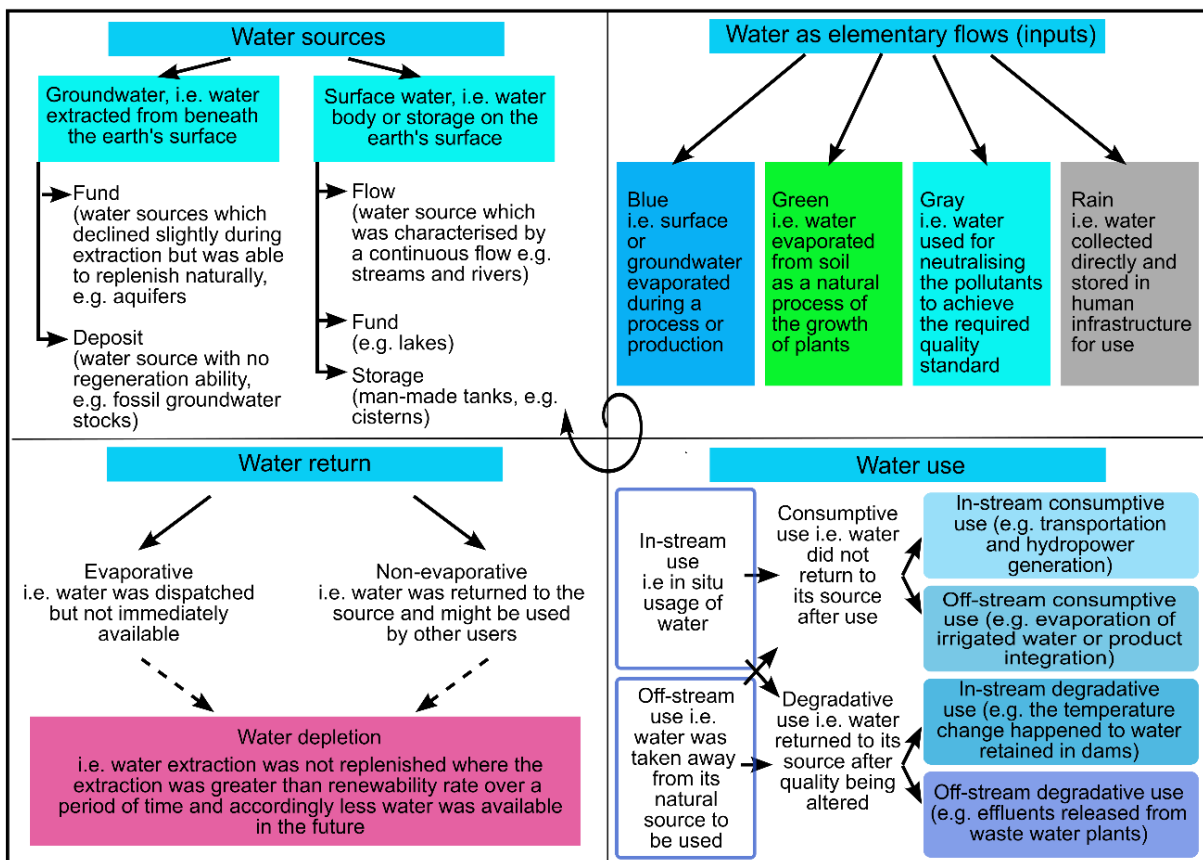 Water sources
Groundwater, i.e. water
extracted from beneath
the earth's surface
Surface water, i.e. water
body or storage on the
earth's surface
Fund
(water sources which
declined slightly during
extraction but was able
to replenish naturally,
e.g. aquifers
Deposit
(water source with no
regeneration ability,
e.g. fossil groundwater
stocks)
Flow
(water source which
was characterised by
a continuous flow e.g.
streams and rivers)
Fund
(e.g. lakes)
Storage
(man-made tanks, e.g.
cisterns)
Water as elementary flows (inputs)
Blue
i.e. surface
or
groundwater
evaporated
during a
process or
production
Green
i.e. water
evaporated
from soil
as a natural
process of
the growth
of plants
Gray
i.e. water
used for
neutralising
the pollutants
to achieve
the required
quality
standard
Rain
i.e. water
collected
directly and
stored in
human
infrastructure
for use
Water return
Evaporative
i.e. water was dispatched
but not immediately
available
Non-evaporative
i.e. water was returned to
the source and might be used
by other users
Water depletion
i.e. water extraction was not replenished where the
extraction was greater than renewability rate over a
period of time and accordingly less water was available
in the future
Water use
In-stream
use
i.e in situ
usage of
water
Off-stream
use i.e.
water was
taken away
from its
natural
source to
be used
Consumptive
use i.e. water
did not
return to
its source
after use
Degradative
use i.e. water
returned to its
source after
quality being
altered
In-stream consumptive
use (e.g. transportation
and hydropower
generation)
Off-stream consumptive
use (e.g. evaporation of
irrigated water or product
integration)
In-stream degradative
use (e.g. the temperature
change happened to water
retained in dams)
Off-stream degradative use
(e.g. effluents released from
waste water plants)